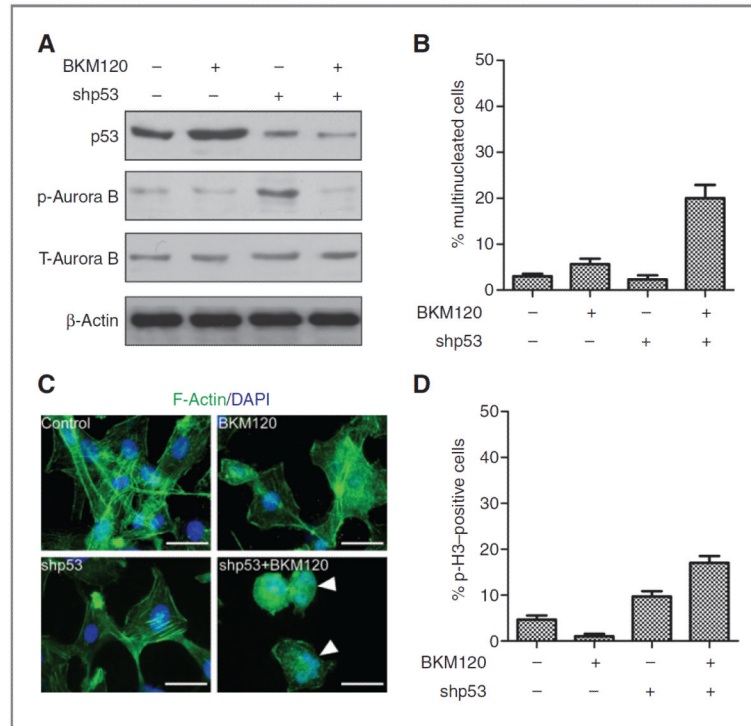 A
BKM120 – + – +
shp53 – – + +
p53
p-Aurora B
T-Aurora B
β-Actin
B
% multinucleated cells
50
40
30
20
10
0
BKM120 – + – +
shp53 – – + +
C
F-Actin/DAPI
Control
BKM120
shp53
shp53+BKM120
D
% p-H3–positive cells
50
40
30
20
10
0
BKM120 – + – +
shp53 – – + +